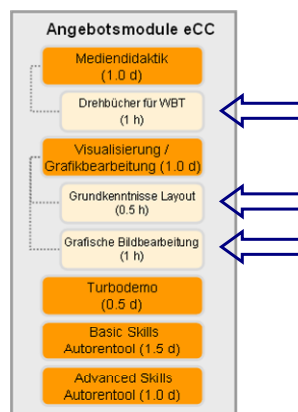 Angebotsmodule eCC
Mediendidaktik
(1.0 d)
Drehbücher für WBT
(1 h)
Visualisierung /
Grafikbearbeitung (1.0 d)
Grundkenntnisse Layout
(0.5 h)
Grafische Bildbearbeitung
(1 h)
Turbodemo
(0.5 d)
Basic Skills
Autorentool (1.5 d)
Advanced Skills
Autorentool (1.0 d)